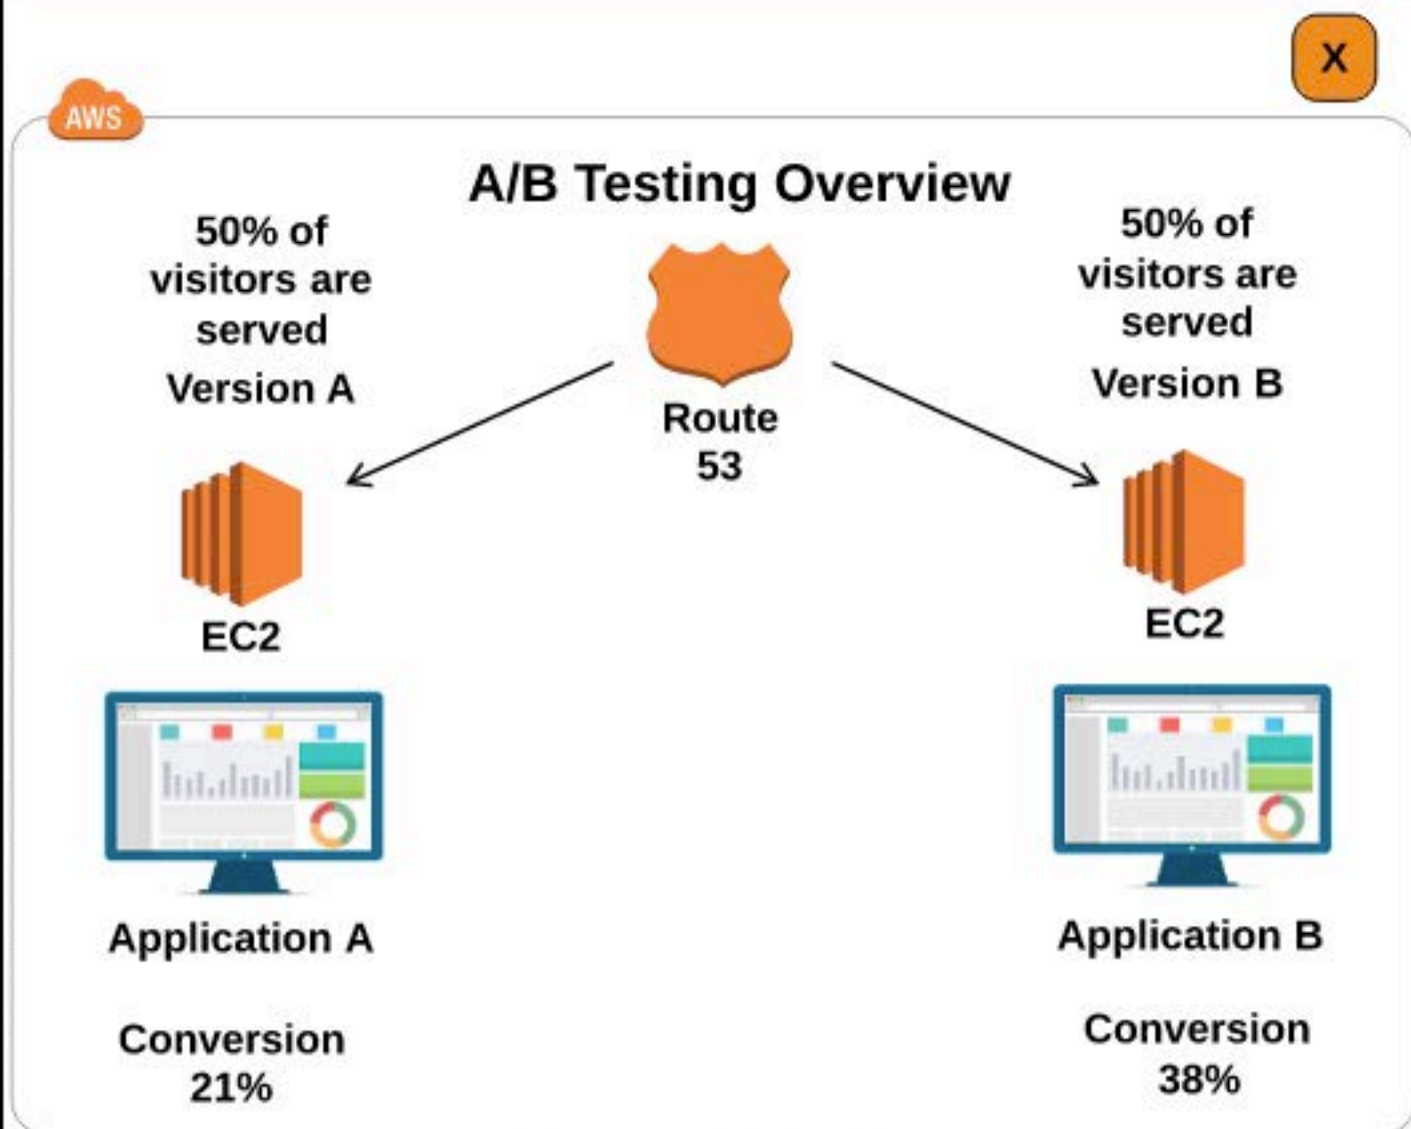 X
AWS
A/B Testing Overview
50% of
visitors are
served
Version A
50% of
visitors are
served
Version B
Route
53
EC2
EC2
Application A
Application B
Conversion
21%
Conversion
38%